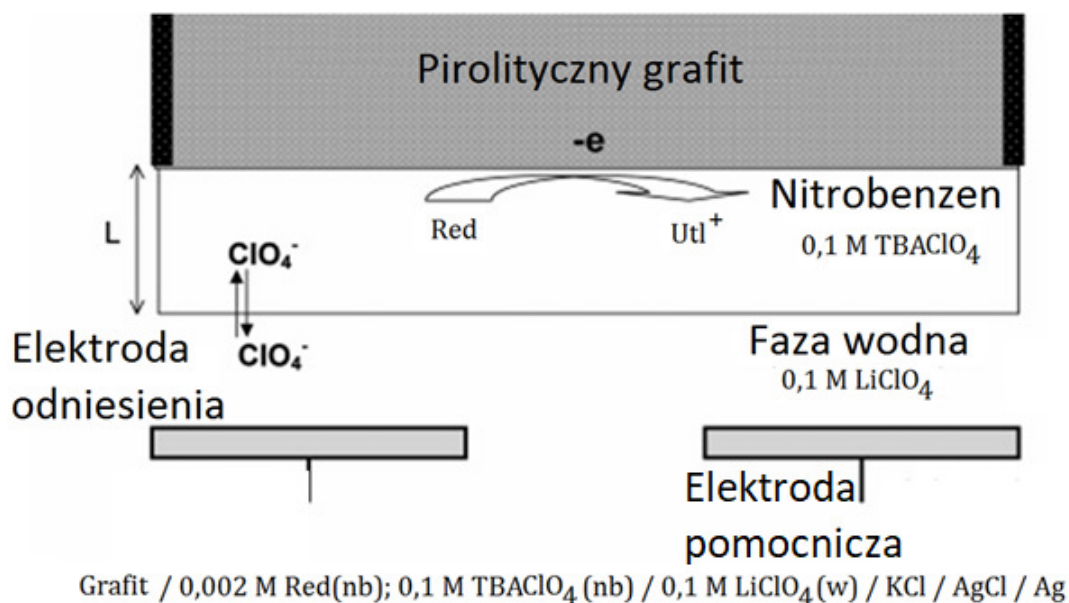 Pirolityczny grafit
-e
L
Red
Utl⁺
Nitrobenzen
0,1 M TBAClO₄
ClO₄⁻
ClO₄⁻
Faza wodna
0,1 M LiClO₄
Elektroda
odniesienia
Elektroda
pomocnicza
Grafit / 0,002 M Red(nb); 0,1 M TBAClO₄ (nb) / 0,1 M LiClO₄(w) / KCl / AgCl / Ag